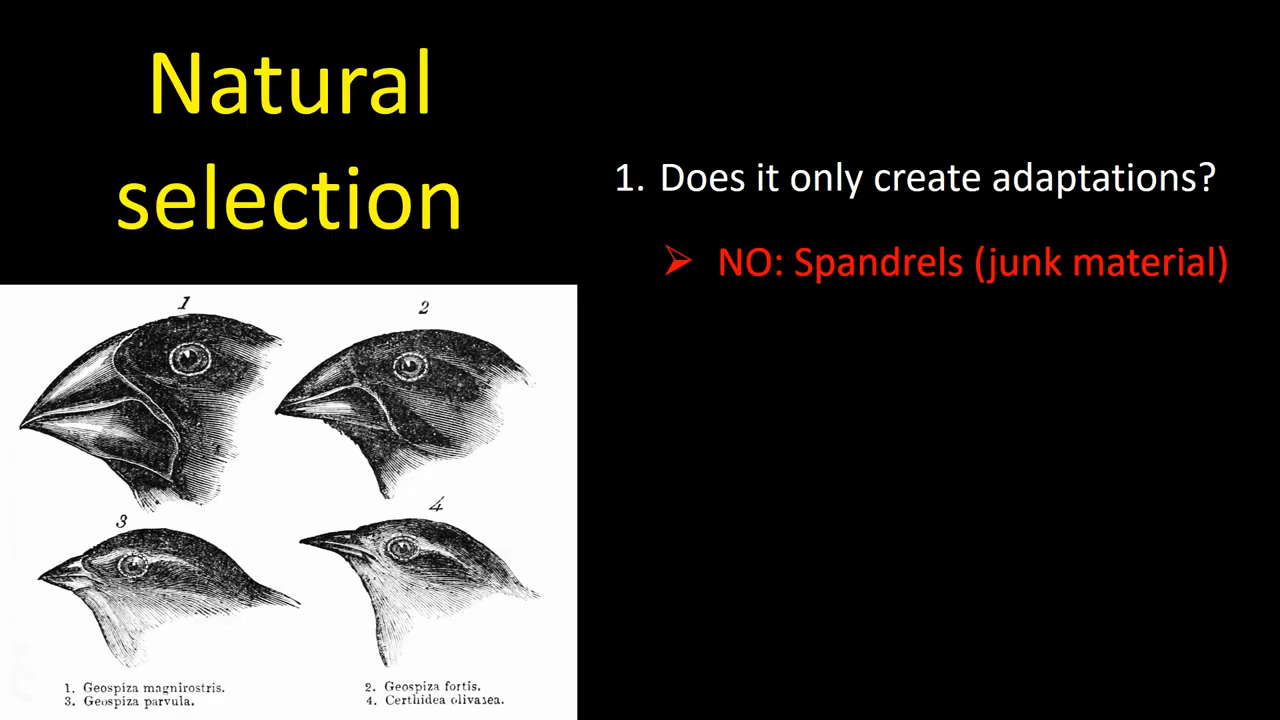 Natural
selection
1. Does it only create adaptations?
➢ NO: Spandrels (junk material)
1
2
3
4
1. Geospiza magnirostris.
2. Geospiza fortis.
3. Geospiza parvula.
4. Certhidea olivasea.